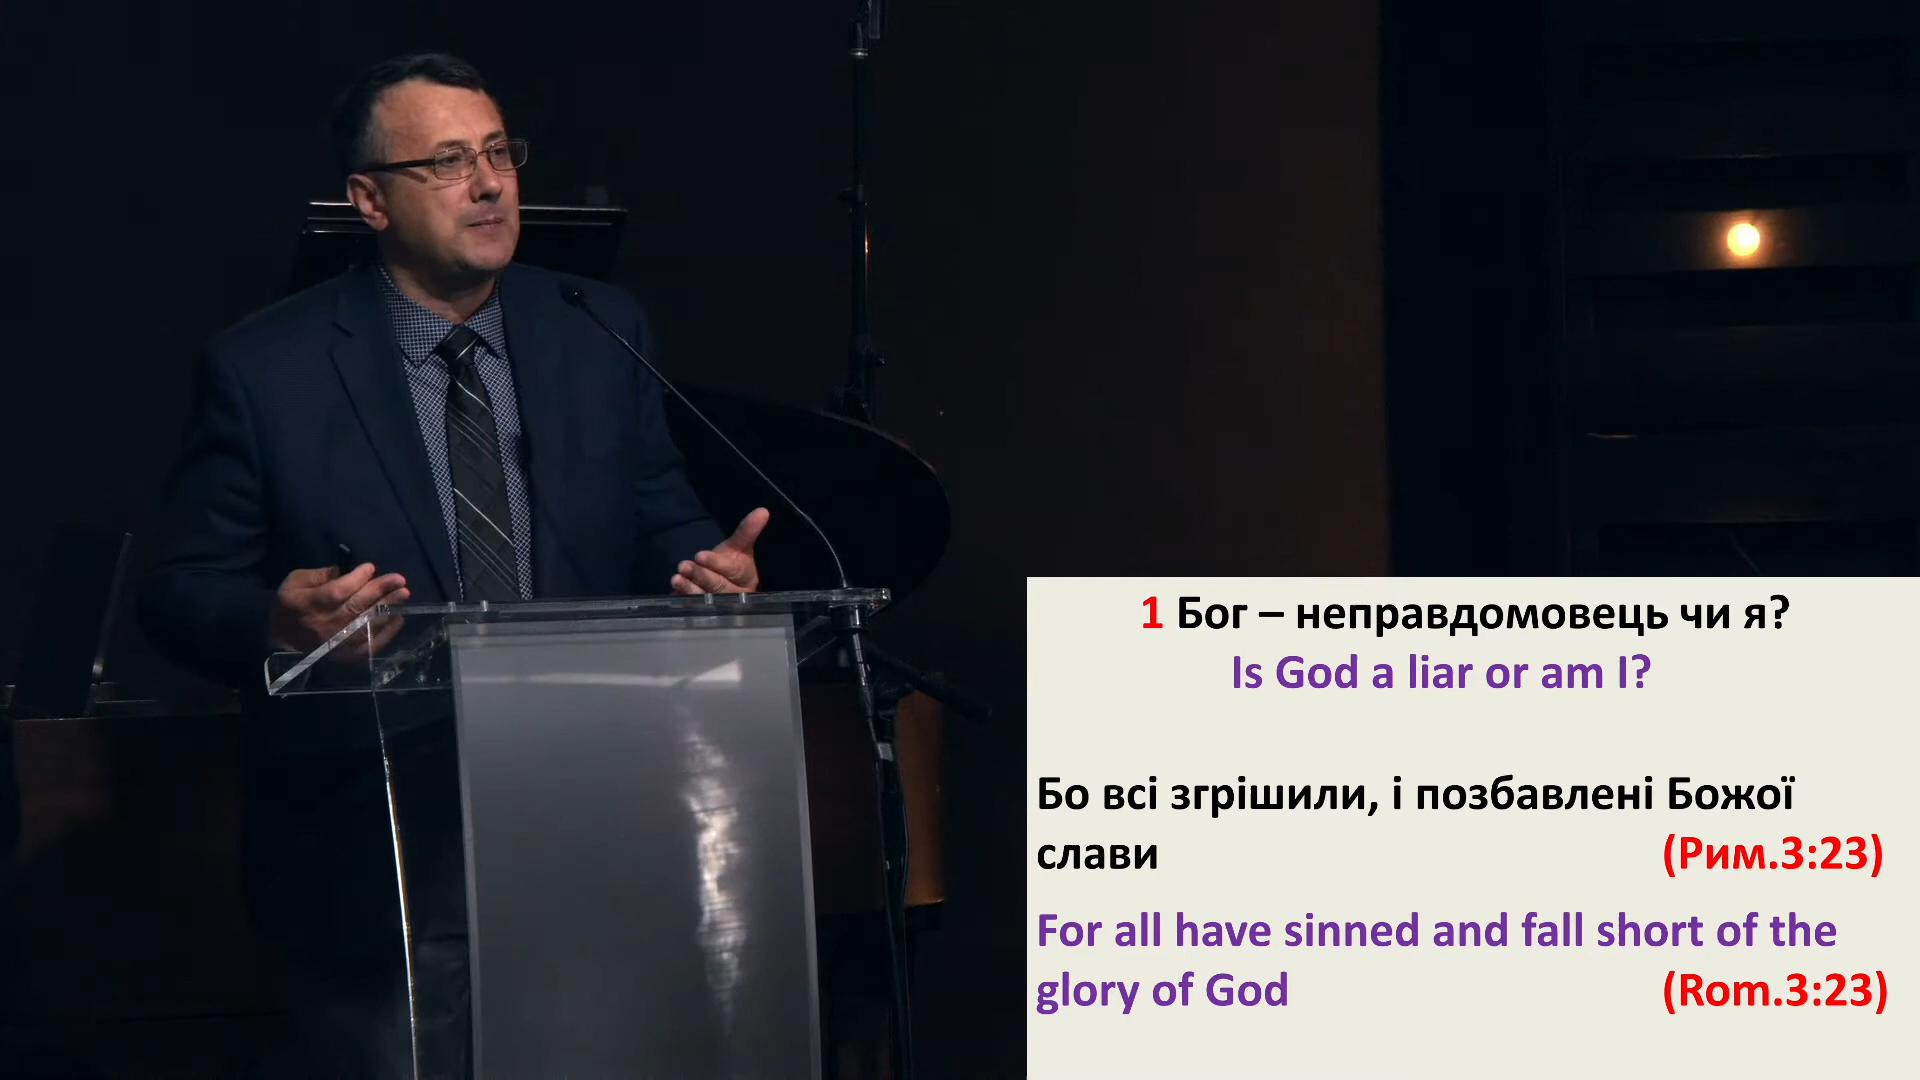 1 Бог – неправдомовець чи я?
Is God a liar or am I?
Бо всі згрішили, і позбавлені Божої
слави (Рим.3:23)
For all have sinned and fall short of the
glory of God (Rom.3:23)